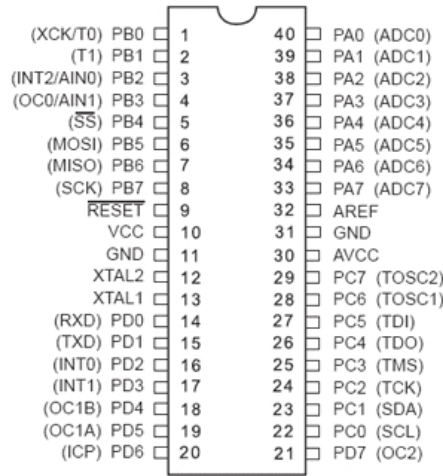 (XCK/T0) PB0 1 40 PA0 (ADC0)
(T1) PB1 2 39 PA1 (ADC1)
(INT2/AIN0) PB2 3 38 PA2 (ADC2)
(OC0/AIN1) PB3 4 37 PA3 (ADC3)
(SS) PB4 5 36 PA4 (ADC4)
(MOSI) PB5 6 35 PA5 (ADC5)
(MISO) PB6 7 34 PA6 (ADC6)
(SCK) PB7 8 33 PA7 (ADC7)
RESET 9 32 AREF
VCC 10 31 GND
GND 11 30 AVCC
XTAL2 12 29 PC7 (TOSC2)
XTAL1 13 28 PC6 (TOSC1)
(RXD) PD0 14 27 PC5 (TDI)
(TXD) PD1 15 26 PC4 (TDO)
(INT0) PD2 16 25 PC3 (TMS)
(INT1) PD3 17 24 PC2 (TCK)
(OC1B) PD4 18 23 PC1 (SDA)
(OC1A) PD5 19 22 PC0 (SCL)
(ICP) PD6 20 21 PD7 (OC2)